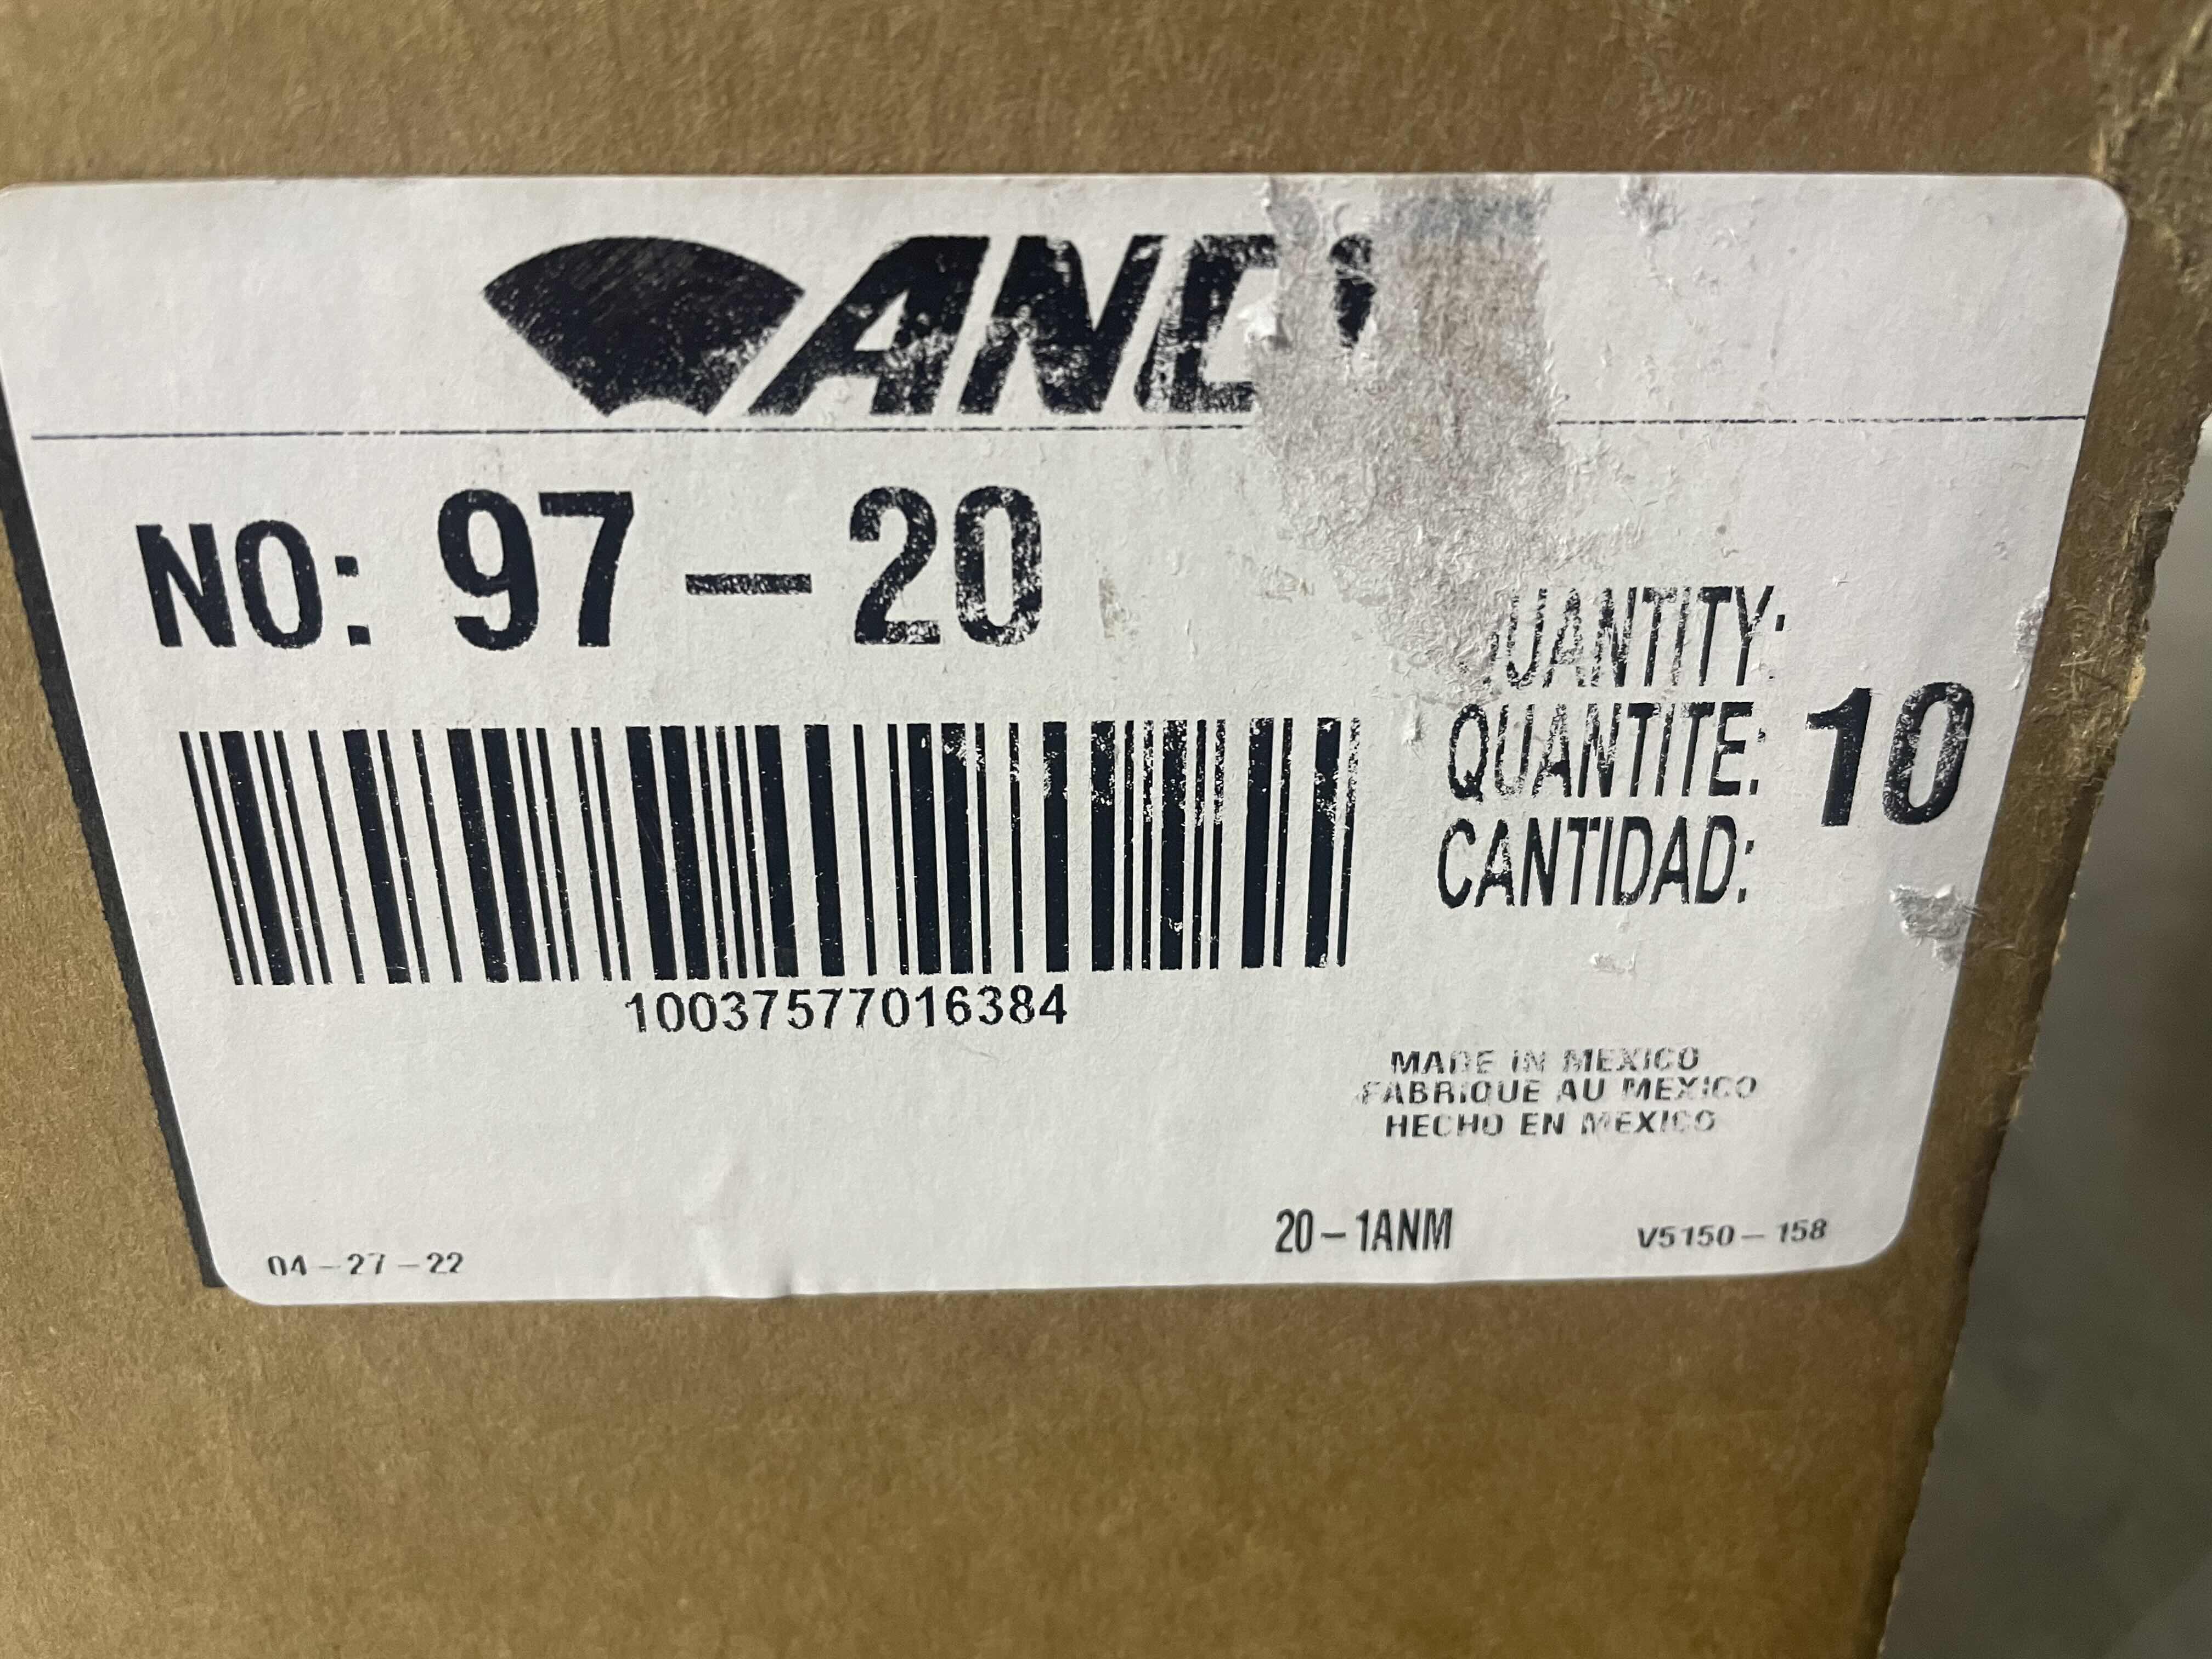 NO: 97-20
QUANTITY:
QUANTITE: 10
CANTIDAD:
10037577016384
MADE IN MEXICO
FABRIQUE AU MEXICO
HECHO EN MEXICO
04-27-22 20-1ANM V5150-158